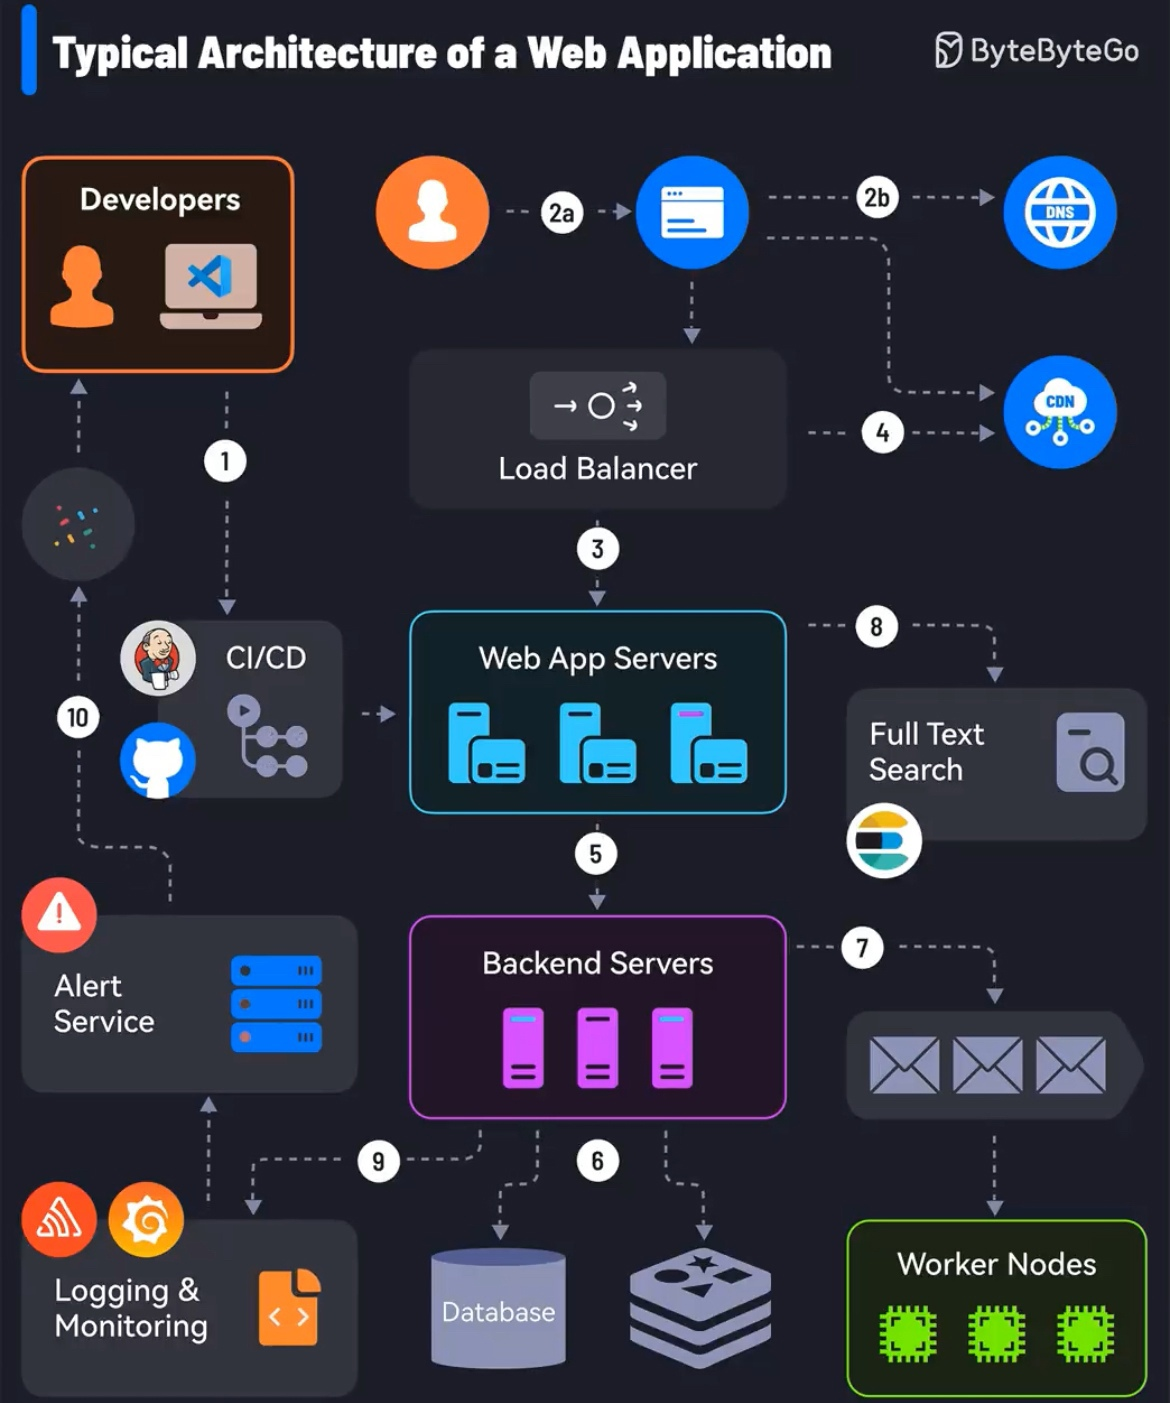 Typical Architecture of a Web Application
ByteByteGo
Developers
2a
2b
DNS
1
Load Balancer
4
CDN
3
CI/CD
Web App Servers
8
Full Text
Search
10
5
Alert
Service
Backend Servers
7
9
6
Logging &
Monitoring
Database
Worker Nodes